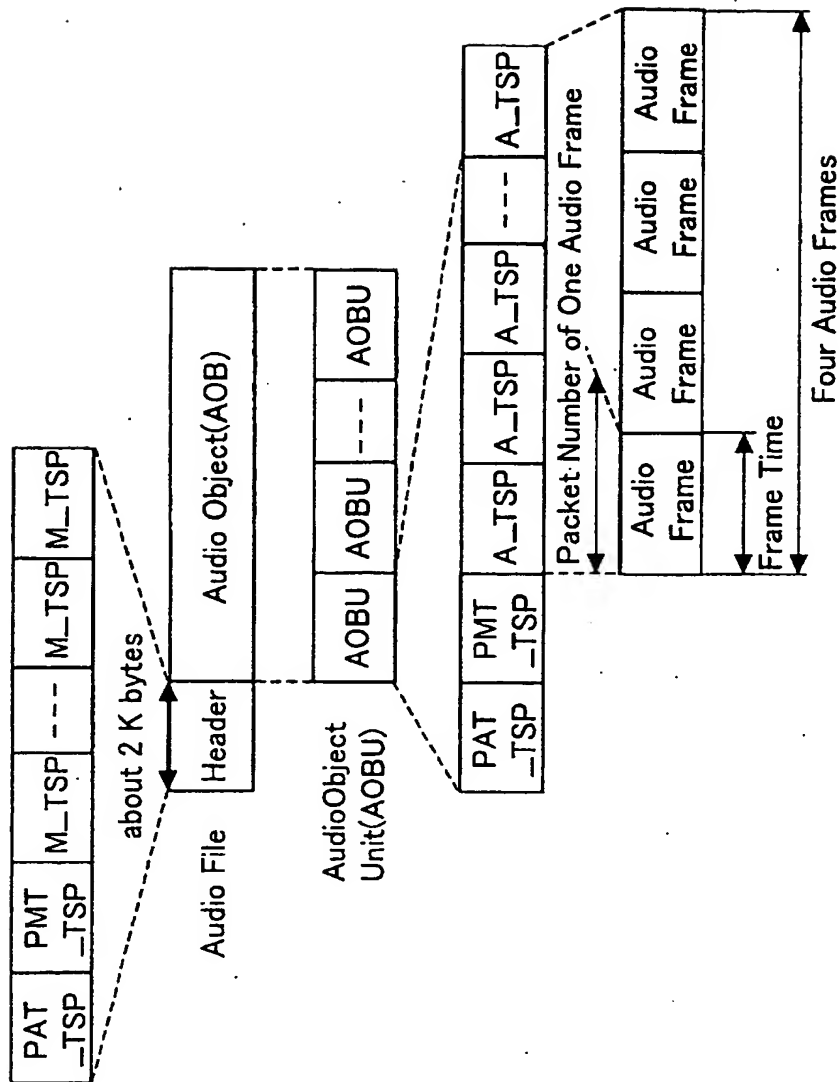 PAT _TSP
PMT _TSP
M_TSP
---
M_TSP
M_TSP
about 2 K bytes
Audio File
Header
Audio Object(AOB)
AudioObject
Unit(AOBU)
AOBU
AOBU
---
AOBU
PAT _TSP
PMT _TSP
A_TSP
A_TSP
A_TSP
---
A_TSP
Packet Number of One Audio Frame
Audio Frame
Audio Frame
Audio Frame
Audio Frame
Frame Time
Four Audio Frames